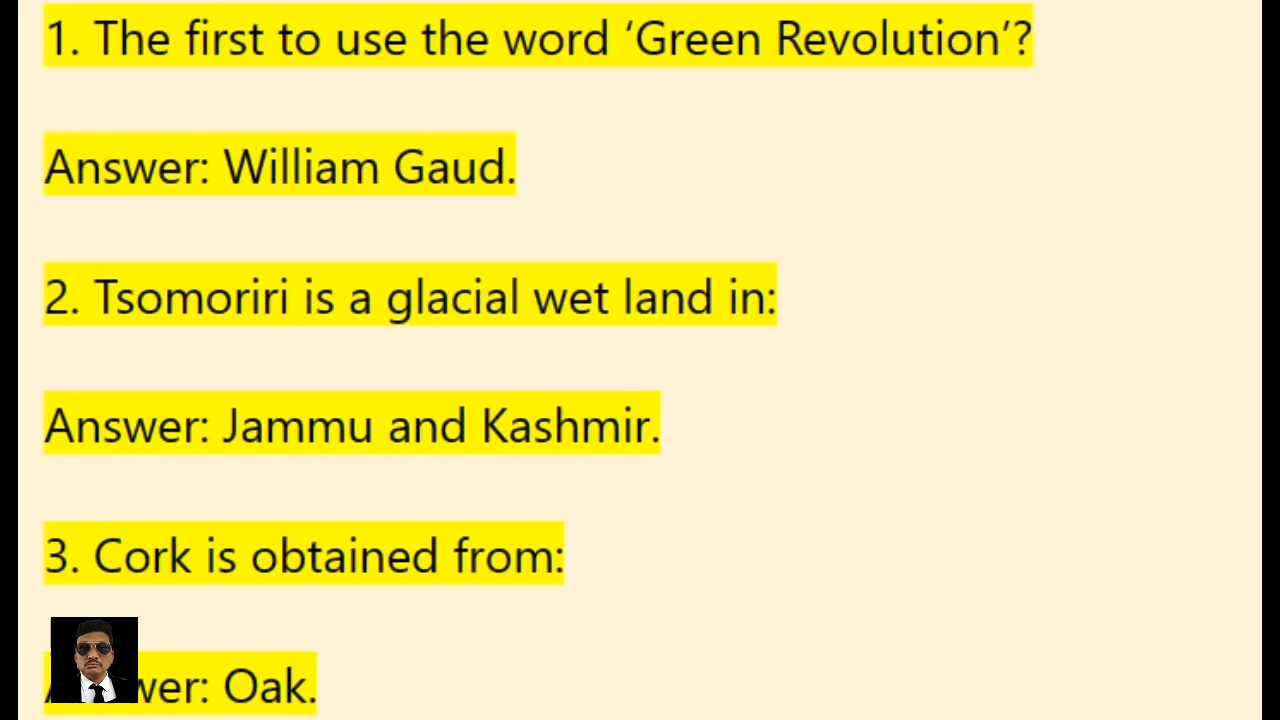 1. The first to use the word ‘Green Revolution’?
Answer: William Gaud.
2. Tsomoriri is a glacial wet land in:
Answer: Jammu and Kashmir.
3. Cork is obtained from:
wer: Oak.